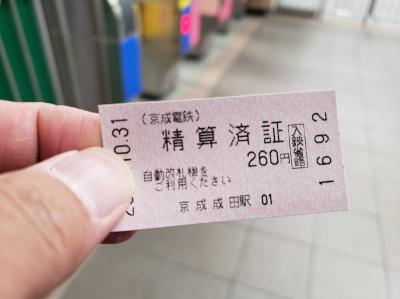 (京成電鉄)
精算済証
260円
入鋏省略
自動改札機を
ご利用ください
京成成田駅 01
10.31
1692